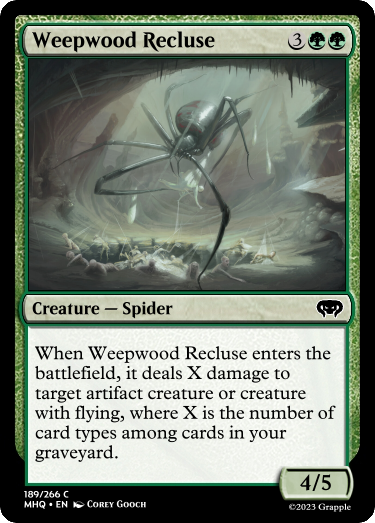 Weepwood Recluse 3
Creature — Spider
When Weepwood Recluse enters the
battlefield, it deals X damage to
target artifact creature or creature
with flying, where X is the number of
card types among cards in your
graveyard.
4/5
189/266 C
MHQ • EN Corey Gooch
©2023 Grapple